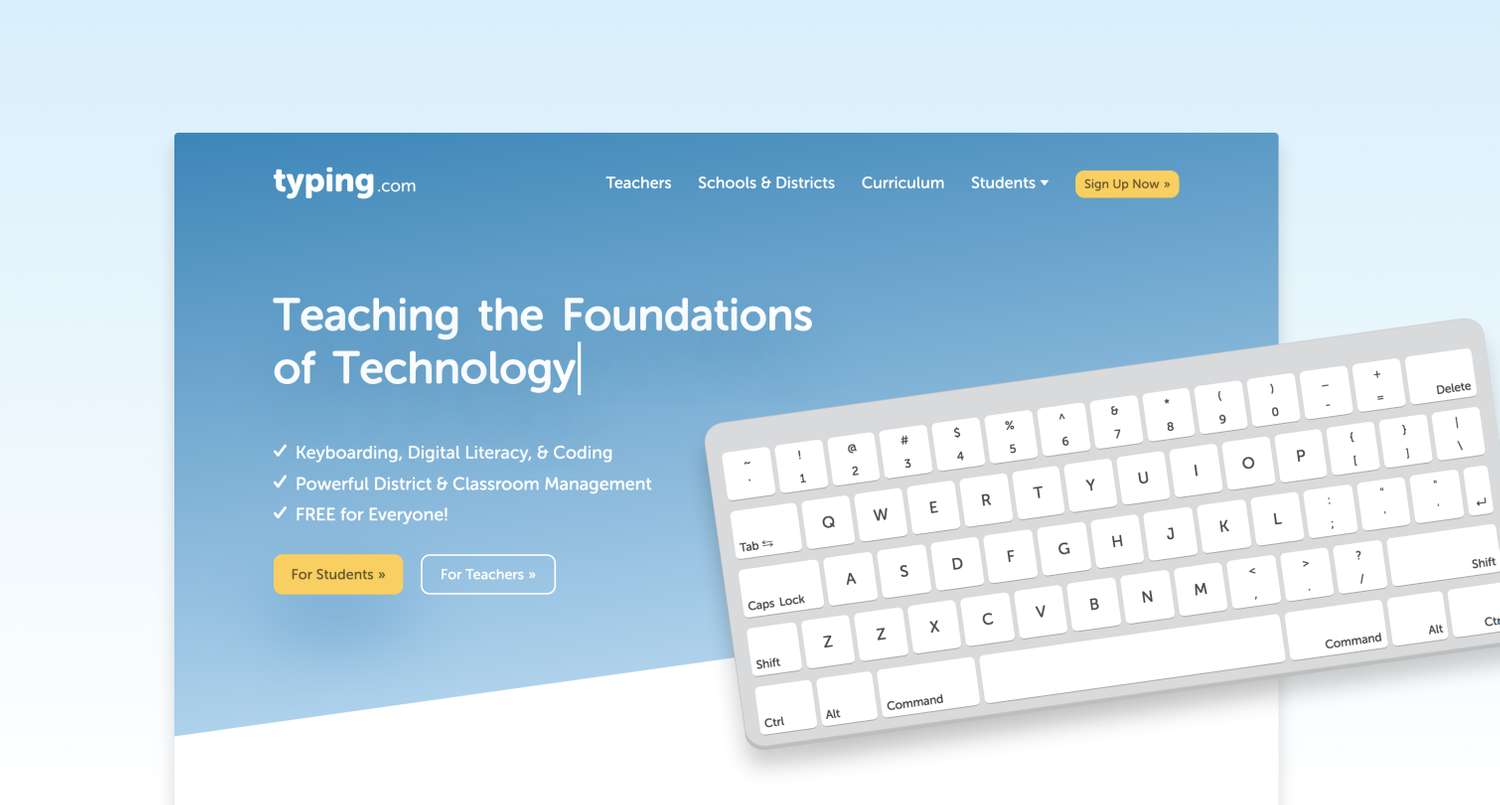 typing.com
Teachers Schools & Districts Curriculum Students Sign Up Now »
Teaching the Foundations
of Technology
Keyboarding, Digital Literacy, & Coding
Powerful District & Classroom Management
FREE for Everyone!
For Students » For Teachers »
~ ! @ # $ % ^ & * ( ) – + Delete
· 1 2 3 4 5 6 7 8 9 0 - =
Tab Q W E R T Y U I O P { [ } ] | \
Caps Lock A S D F G H J K L : ; " . " .
Shift Z Z X C V B N M < , > . ? / Shift
Ctrl Alt Command Command Alt Ctr